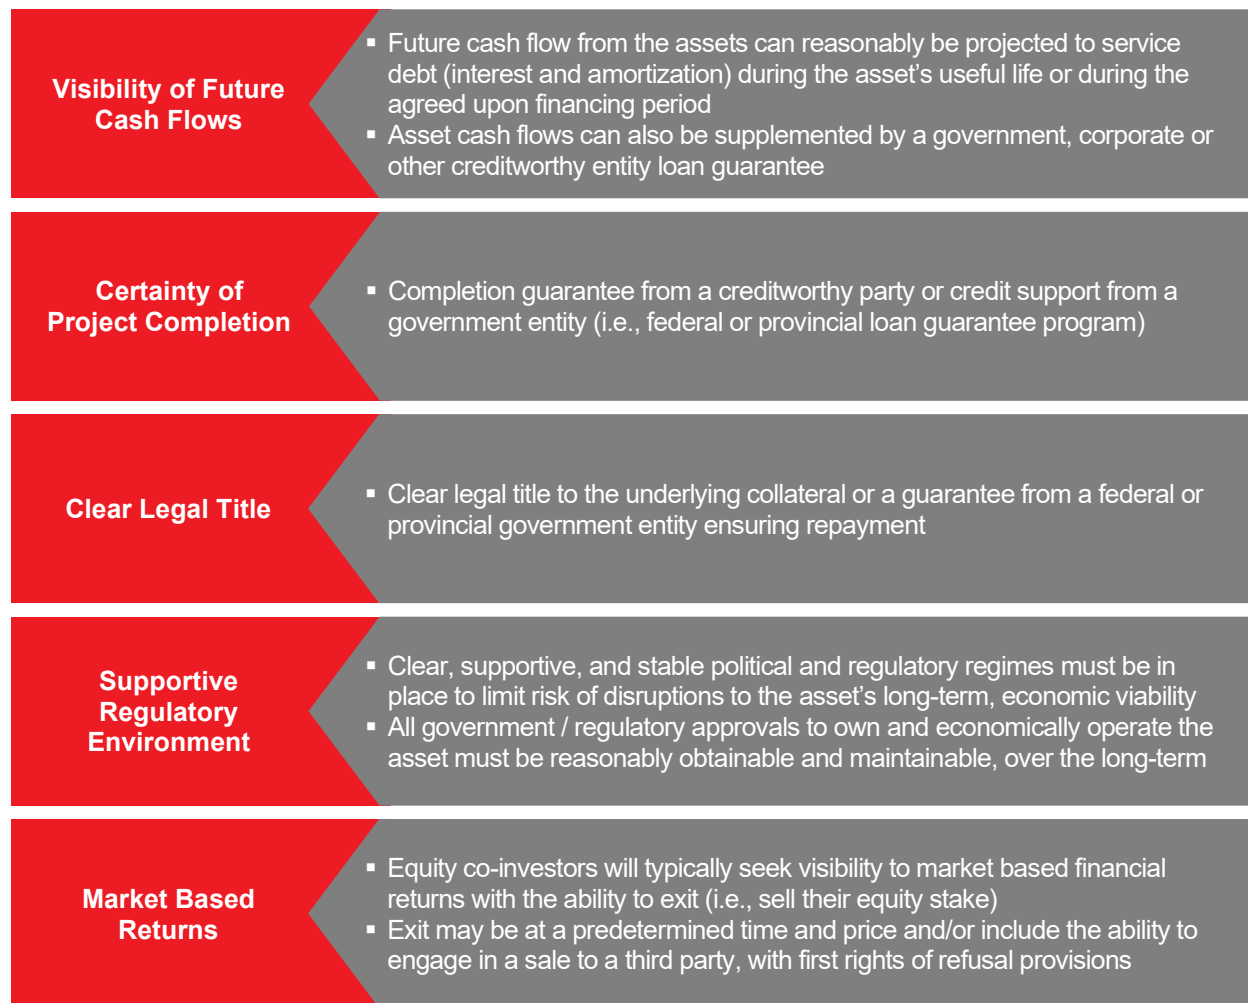 Visibility of Future
Cash Flows
▪ Future cash flow from the assets can reasonably be projected to service
debt (interest and amortization) during the asset's useful life or during the
agreed upon financing period
▪ Asset cash flows can also be supplemented by a government, corporate or
other creditworthy entity loan guarantee
Certainty of
Project Completion
▪ Completion guarantee from a creditworthy party or credit support from a
government entity (i.e., federal or provincial loan guarantee program)
Clear Legal Title
▪ Clear legal title to the underlying collateral or a guarantee from a federal or
provincial government entity ensuring repayment
Supportive
Regulatory
Environment
▪ Clear, supportive, and stable political and regulatory regimes must be in
place to limit risk of disruptions to the asset's long-term, economic viability
▪ All government / regulatory approvals to own and economically operate the
asset must be reasonably obtainable and maintainable, over the long-term
Market Based
Returns
▪ Equity co-investors will typically seek visibility to market based financial
returns with the ability to exit (i.e., sell their equity stake)
▪ Exit may be at a predetermined time and price and/or include the ability to
engage in a sale to a third party, with first rights of refusal provisions